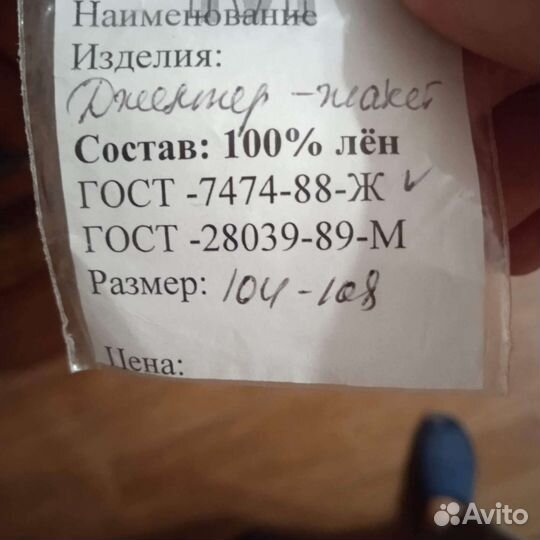 Наименование
Изделия:
Джемпер - жакет
Состав: 100% лён
ГОСТ -7474-88-Ж ✓
ГОСТ -28039-89-М
Размер: 104-108
Цена:
Avito